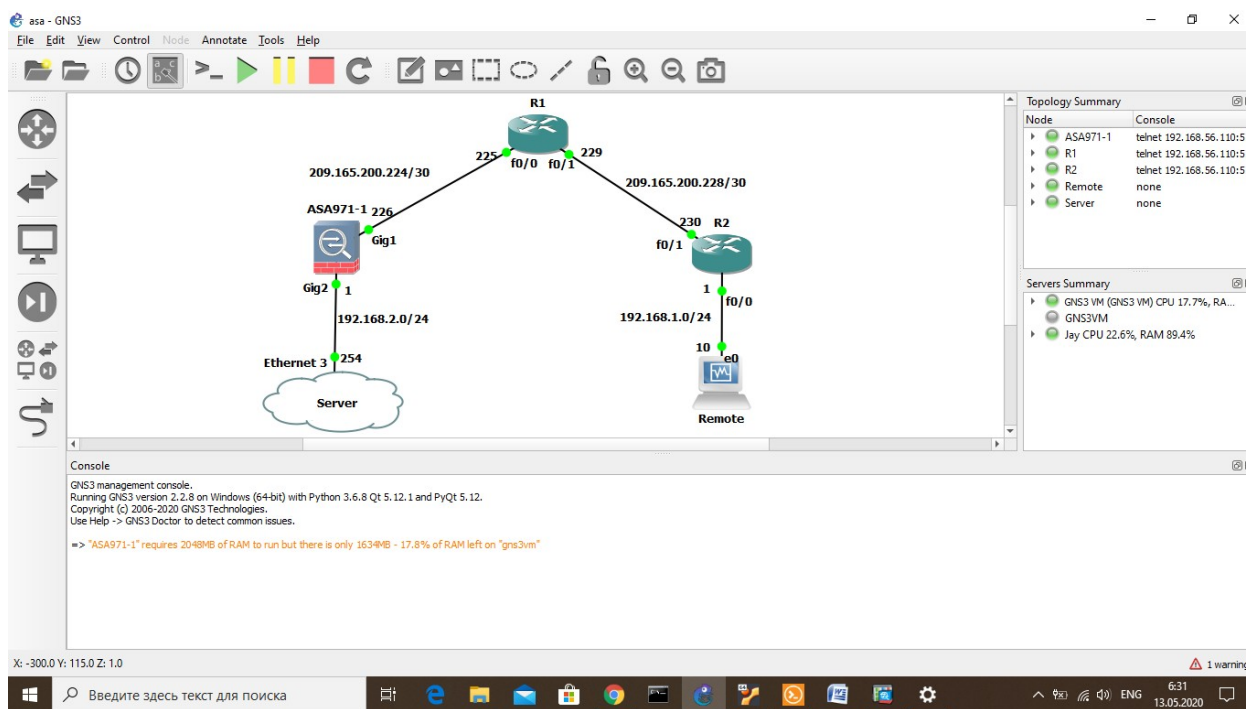 asa - GNS3
File Edit View Control Node Annotate Tools Help
R1
225
f0/0 f0/1
229
209.165.200.224/30
209.165.200.228/30
ASA971-1
226
Gig1
230 R2
f0/1
Gig2
1
1
f0/0
192.168.2.0/24
192.168.1.0/24
Ethernet 3
254
10
e0
Server
Remote
Topology Summary
Node Console
ASA971-1 telnet 192.168.56.110:5
R1 telnet 192.168.56.110:5
R2 telnet 192.168.56.110:5
Remote none
Server none
Servers Summary
GNS3 VM (GNS3 VM) CPU 17.7%, RA...
GNS3VM
Jay CPU 22.6%, RAM 89.4%
Console
GNS3 management console.
Running GNS3 version 2.2.8 on Windows (64-bit) with Python 3.6.8 Qt 5.12.1 and PyQt 5.12.
Copyright (c) 2006-2020 GNS3 Technologies.
Use Help -> GNS3 Doctor to detect common issues.
=> "ASA971-1" requires 2048MB of RAM to run but there is only 1634MB - 17.8% of RAM left on "gns3vm"
X: -300.0 Y: 115.0 Z: 1.0
1 warning
Введите здесь текст для поиска
ENG
6:31
13.05.2020